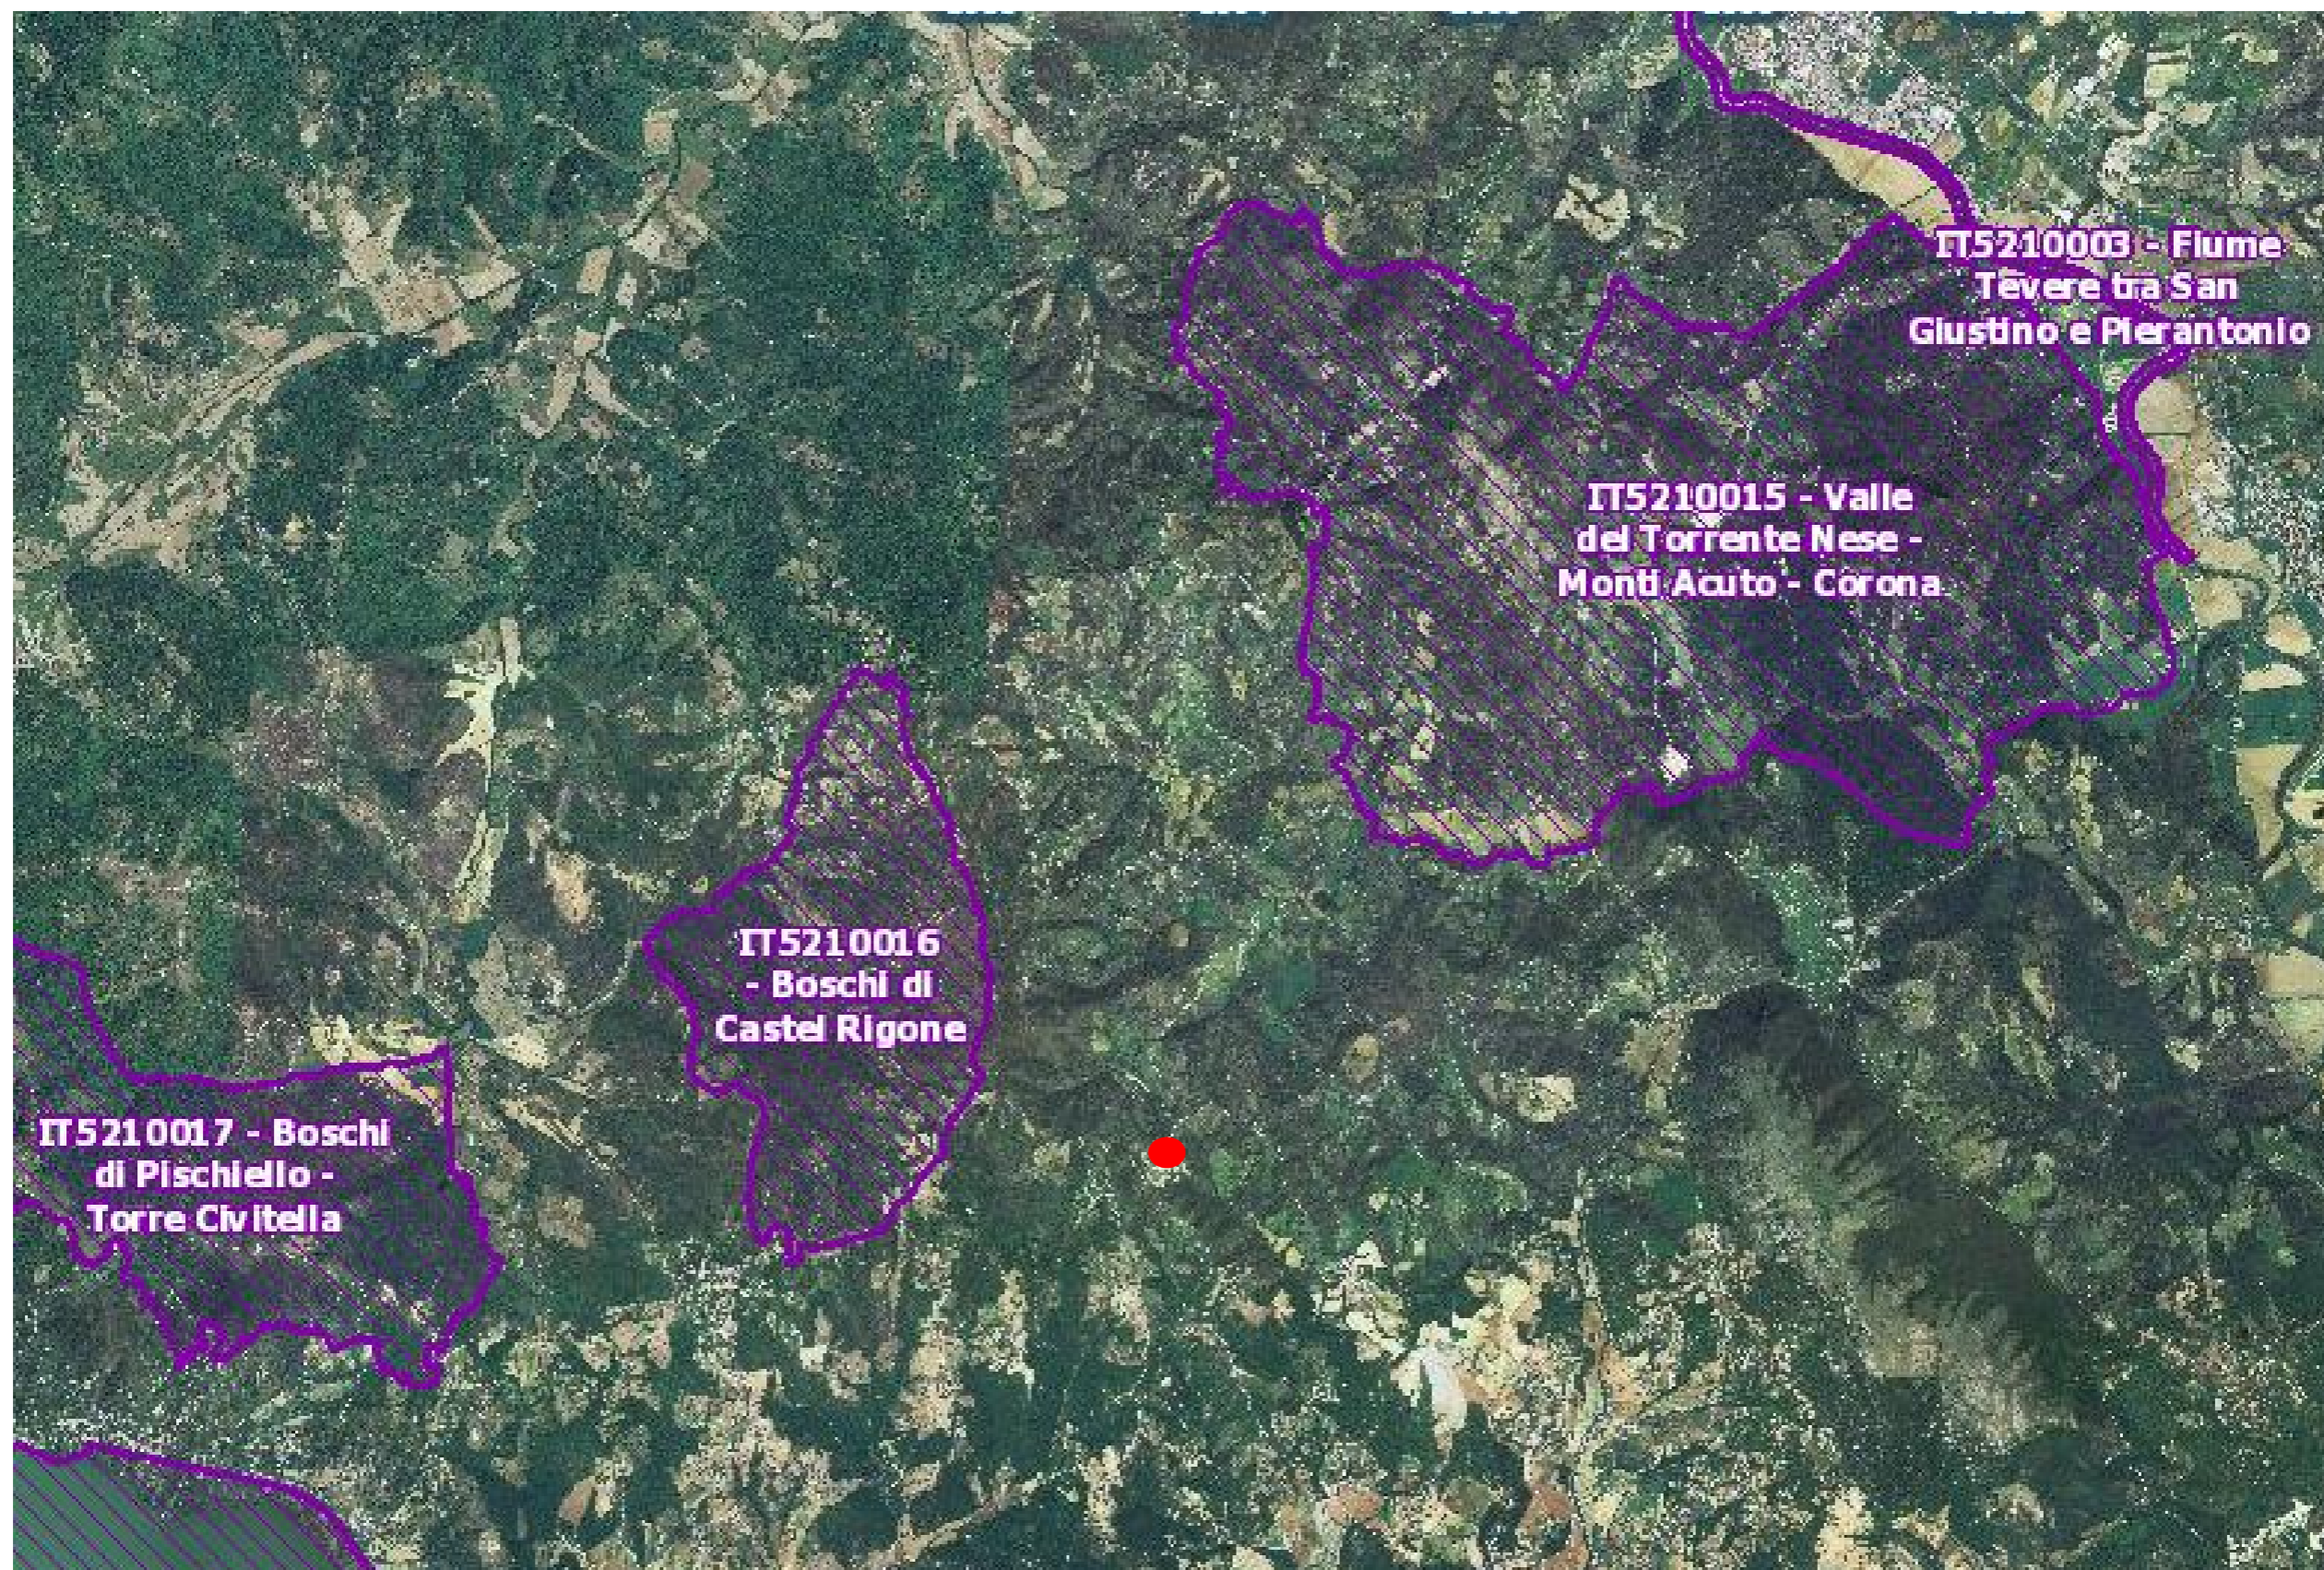 IT5210003 - Fiume
Tevere tra San
Giustino e Pierantonio
IT5210015 - Valle
del Torrente Nese -
Monti Acuto - Corona
IT5210016
- Boschi di
Castel Rigone
IT5210017 - Boschi
di Pischiello -
Torre Civitella